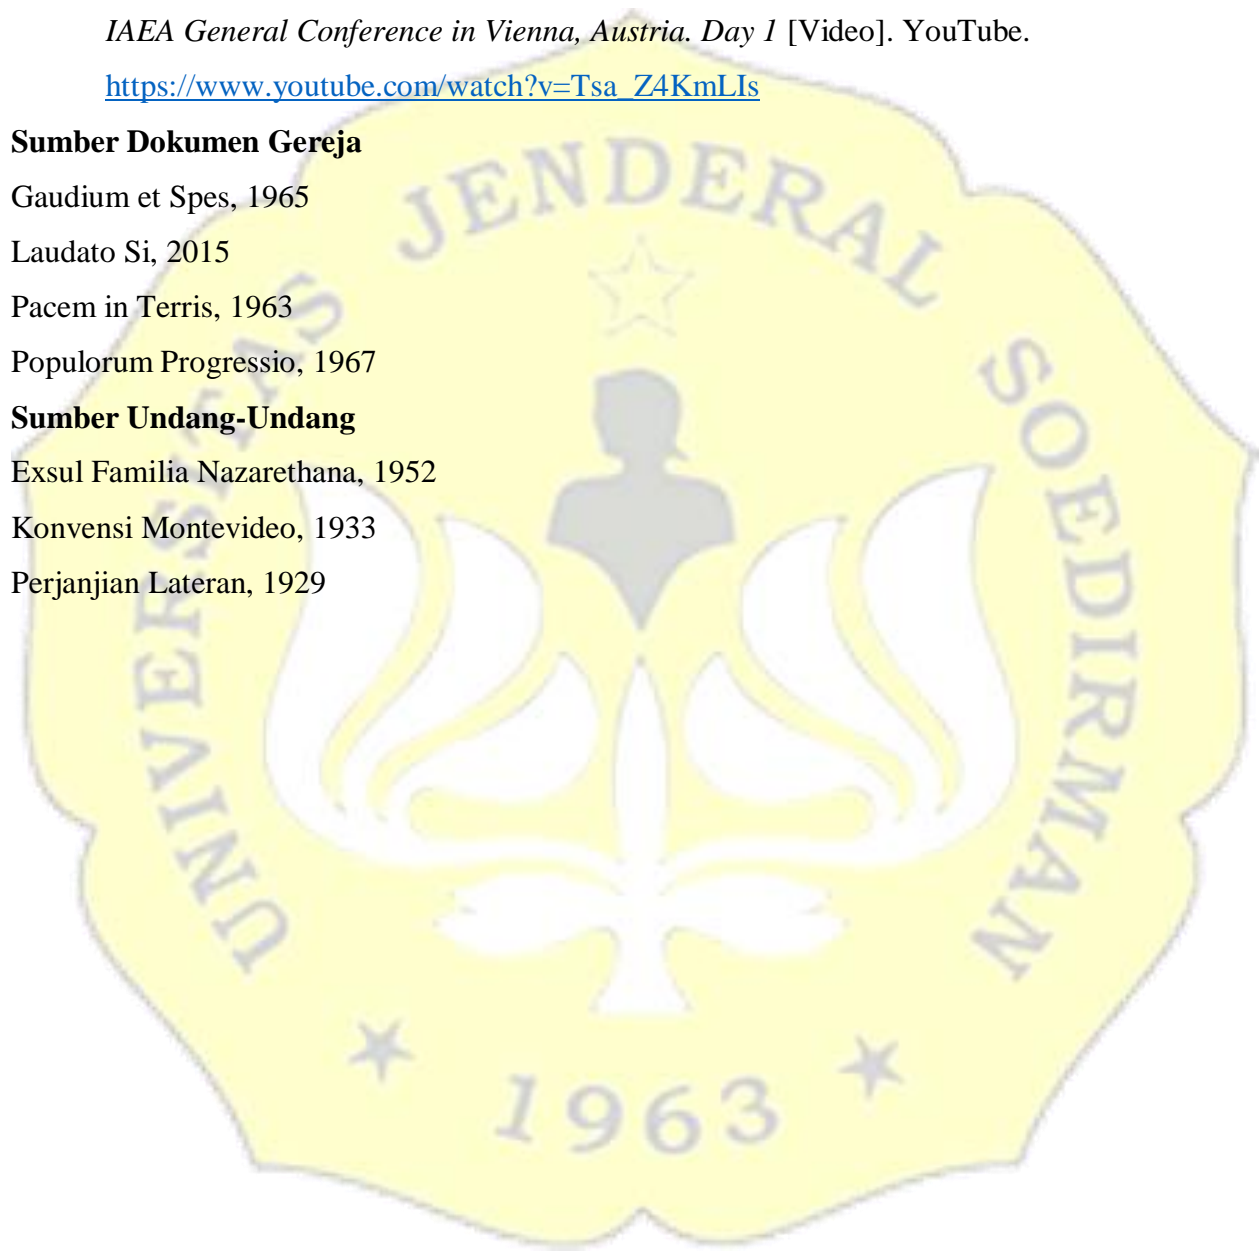 IAEA General Conference in Vienna, Austria. Day 1 [Video]. YouTube.
https://www.youtube.com/watch?v=Tsa_Z4KmLIs
Sumber Dokumen Gereja
Gaudium et Spes, 1965
Laudato Si, 2015
Pacem in Terris, 1963
Populorum Progressio, 1967
Sumber Undang-Undang
Exsul Familia Nazarethana, 1952
Konvensi Montevideo, 1933
Perjanjian Lateran, 1929
UNIVERSITAS JENDERAL SOEDIRMAN
1963